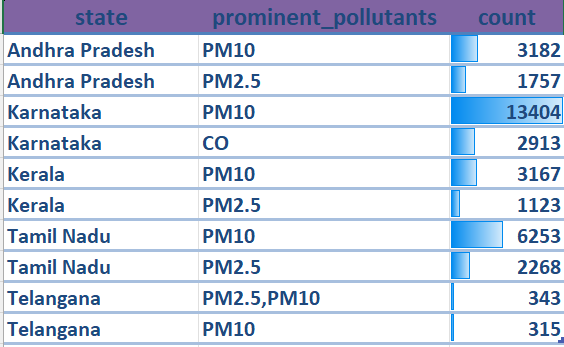 state prominent_pollutants count
Andhra Pradesh PM10 3182
Andhra Pradesh PM2.5 1757
Karnataka PM10 13404
Karnataka CO 2913
Kerala PM10 3167
Kerala PM2.5 1123
Tamil Nadu PM10 6253
Tamil Nadu PM2.5 2268
Telangana PM2.5,PM10 343
Telangana PM10 315